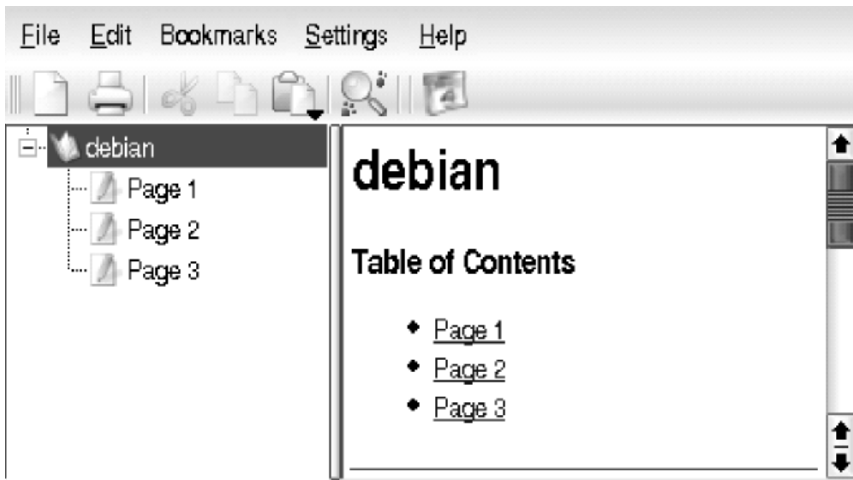 File Edit Bookmarks Settings Help
debian
Page 1
Page 2
Page 3
debian
Table of Contents
Page 1
Page 2
Page 3